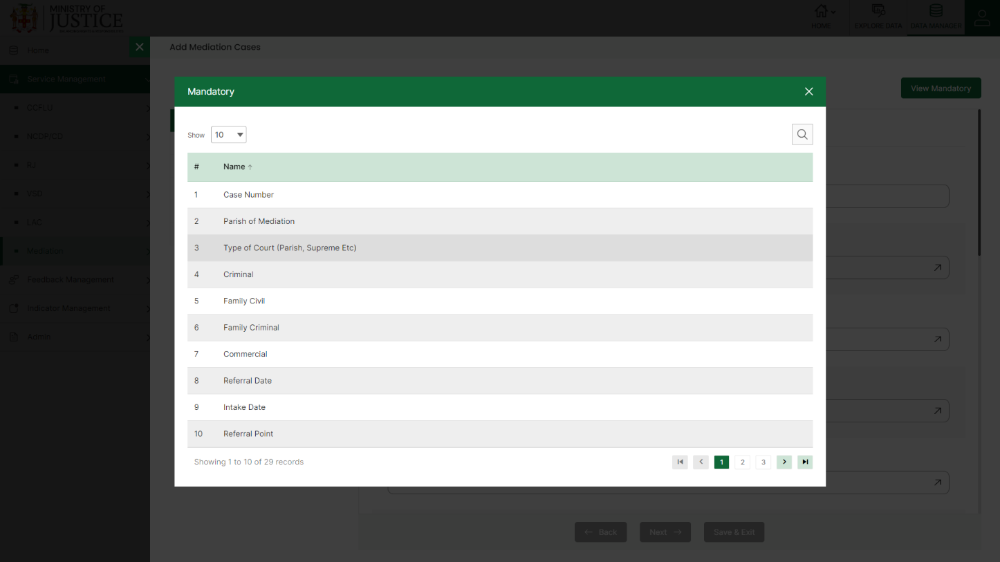 MINISTRY OF
JUSTICE
HOME
EXPLORE DATA
DATA MANAGER
Home
Add Mediation Cases
Service Management
CCFLU
NCDP/CD
RJ
VSD
LAC
Mediation
Feedback Management
Indicator Management
Admin
View Mandatory
Mandatory
Show 10
# Name ↑
1 Case Number
2 Parish of Mediation
3 Type of Court (Parish, Supreme Etc)
4 Criminal
5 Family Civil
6 Family Criminal
7 Commercial
8 Referral Date
9 Intake Date
10 Referral Point
Showing 1 to 10 of 29 records
1 2 3
Back
Next
Save & Exit